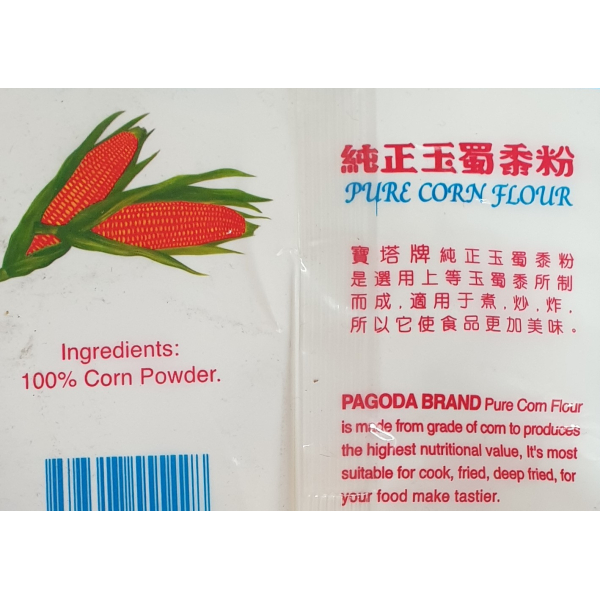 Ingredients:
100% Corn Powder.
純正玉蜀黍粉
PURE CORN FLOUR
寶塔牌純正玉蜀黍粉
是選用上等玉蜀黍所制
而成,適用于煮,炒,炸,
所以它使食品更加美味。
PAGODA BRAND Pure Corn Flour
is made from grade of corn to produces
the highest nutritional value, It's most
suitable for cook, fried, deep fried, for
your food make tastier.